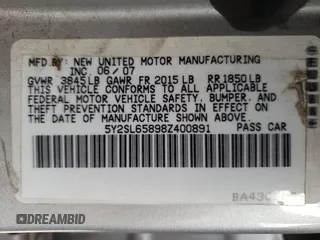 MFD. BY: NEW UNITED MOTOR MANUFACTURING
INC. 06/07
GVWR 3845 LB GAWR FR 2015 LB RR 1850 LB
THIS VEHICLE CONFORMS TO ALL APPLICABLE
FEDERAL MOTOR VEHICLE SAFETY, BUMPER, AND
THEFT PREVENTION STANDARDS IN EFFECT ON
THE DATE OF MANUFACTURE SHOWN ABOVE.
5Y2SL65898Z400891 PASS CAR
DREAMBID